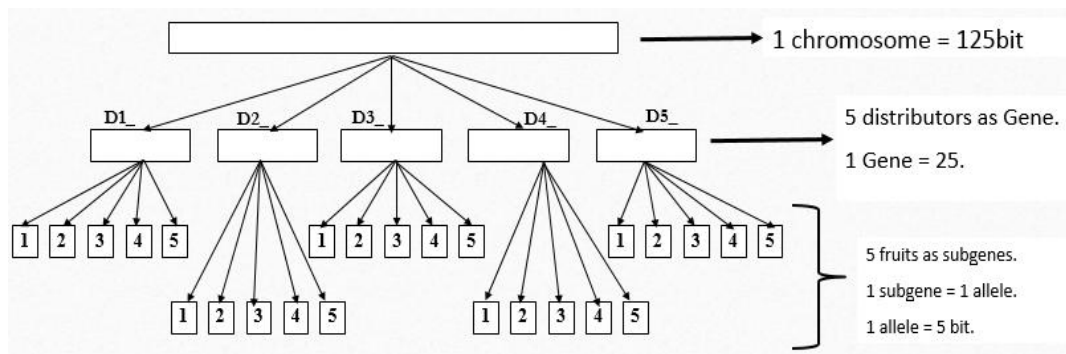 1 chromosome = 125bit
D1_ D2_ D3_ D4_ D5_
5 distributors as Gene.
1 Gene = 25.
1 2 3 4 5 1 2 3 4 5 1 2 3 4 5
5 fruits as subgenes.
1 subgene = 1 allele.
1 2 3 4 5 1 2 3 4 5
1 allele = 5 bit.